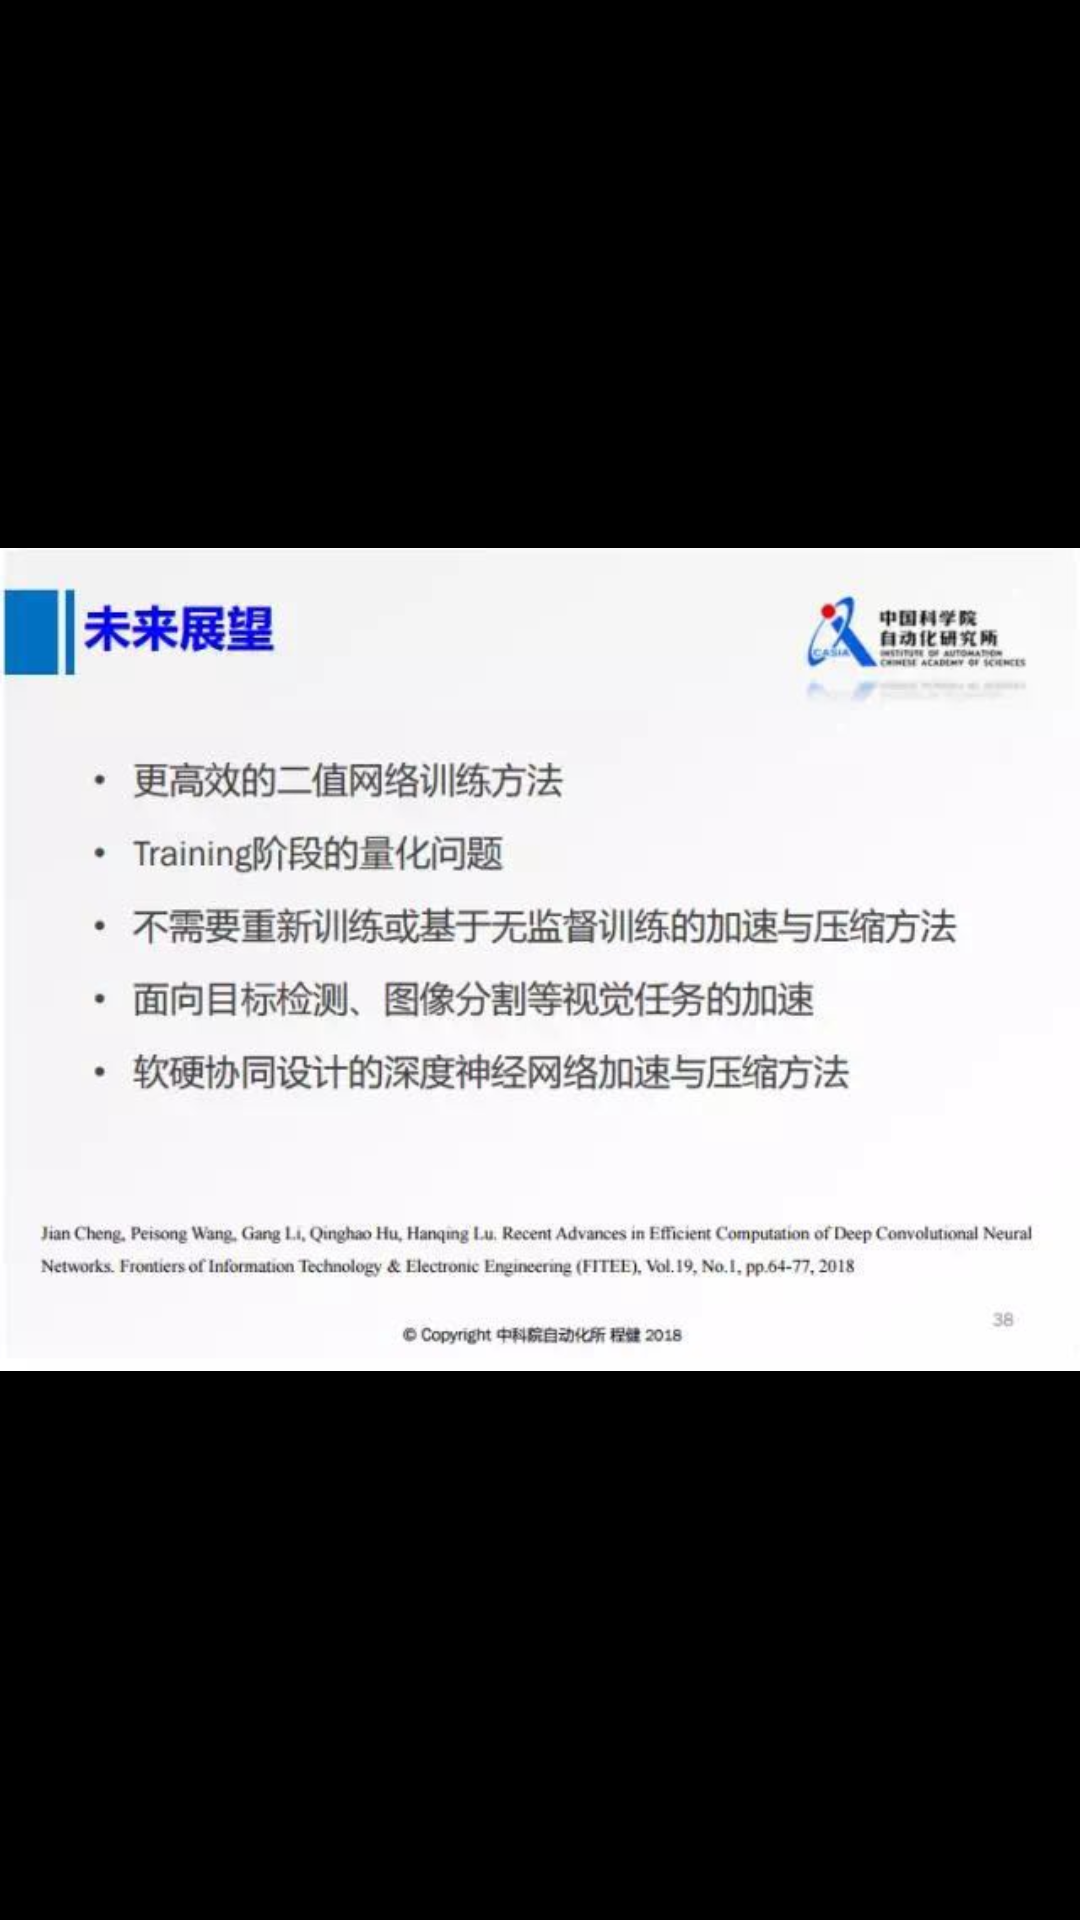 未来展望
中国科学院
自动化研究所
INSTITUTE OF AUTOMATION
CHINESE ACADEMY OF SCIENCES
CASIA
• 更高效的二值网络训练方法
• Training阶段的量化问题
• 不需要重新训练或基于无监督训练的加速与压缩方法
• 面向目标检测、图像分割等视觉任务的加速
• 软硬协同设计的深度神经网络加速与压缩方法
Jian Cheng, Peisong Wang, Gang Li, Qinghao Hu, Hanqing Lu. Recent Advances in Efficient Computation of Deep Convolutional Neural
Networks. Frontiers of Information Technology & Electronic Engineering (FITEE), Vol.19, No.1, pp.64-77, 2018
38
© Copyright 中科院自动化所 程健 2018